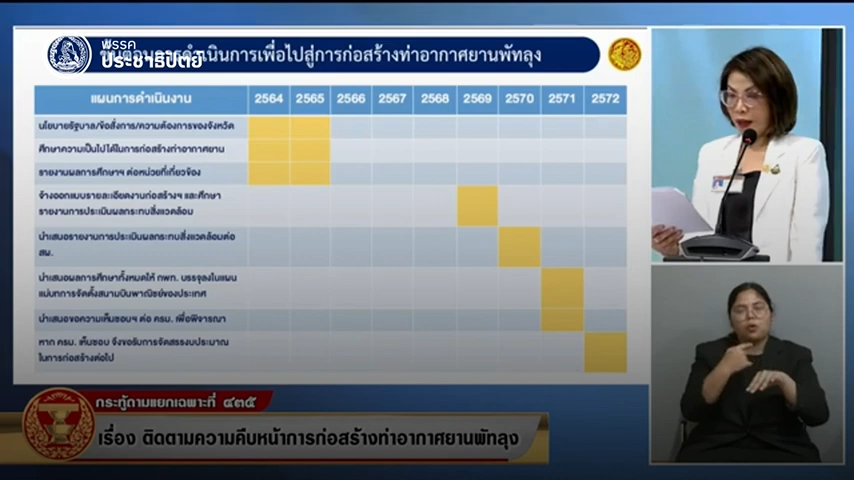 พรรค
ประชาธิปัตย์
ขั้นตอนการดำเนินการเพื่อไปสู่การก่อสร้างท่าอากาศยานพัทลุง
แผนการดำเนินงาน 2564 2565 2566 2567 2568 2569 2570 2571 2572
นโยบายรัฐบาล/ข้อสั่งการ/ความต้องการของจังหวัด
ศึกษาความเป็นไปได้ในการก่อสร้างท่าอากาศยาน
รายงานผลการศึกษาฯ ต่อหน่วยที่เกี่ยวข้อง
จ้างออกแบบรายละเอียดงานก่อสร้างฯ และศึกษา
รายงานการประเมินผลกระทบสิ่งแวดล้อม
นำเสนอรายงานการประเมินผลกระทบสิ่งแวดล้อมต่อ
สผ.
นำเสนอผลการศึกษาทั้งหมดให้ กพท. บรรจุลงในแผน
แม่บทการจัดตั้งสนามบินพาณิชย์ของประเทศ
นำเสนอขอความเห็นชอบฯ ต่อ ครม. เพื่อพิจารณา
หาก ครม. เห็นชอบ จึงขอรับการจัดสรรงบประมาณ
ในการก่อสร้างต่อไป
กระทู้ถามแยกเฉพาะที่ ๔๓๕
เรื่อง ติดตามความคืบหน้าการก่อสร้างท่าอากาศยานพัทลุง